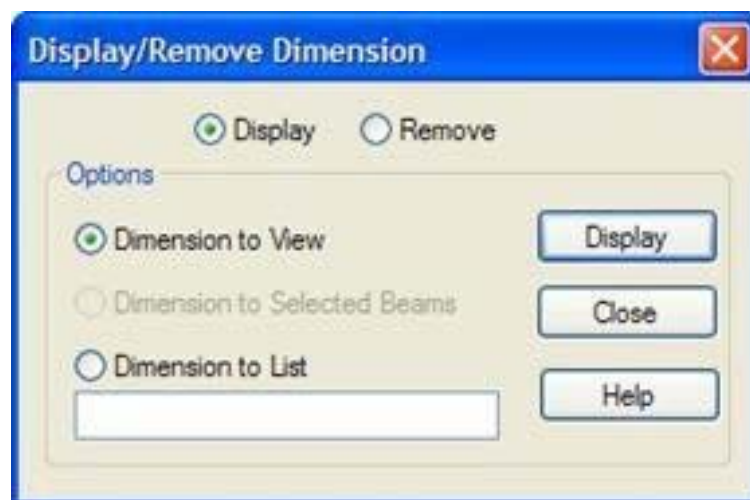 Display/Remove Dimension
Display Remove
Options
Dimension to View
Display
Dimension to Selected Beams
Close
Dimension to List
Help